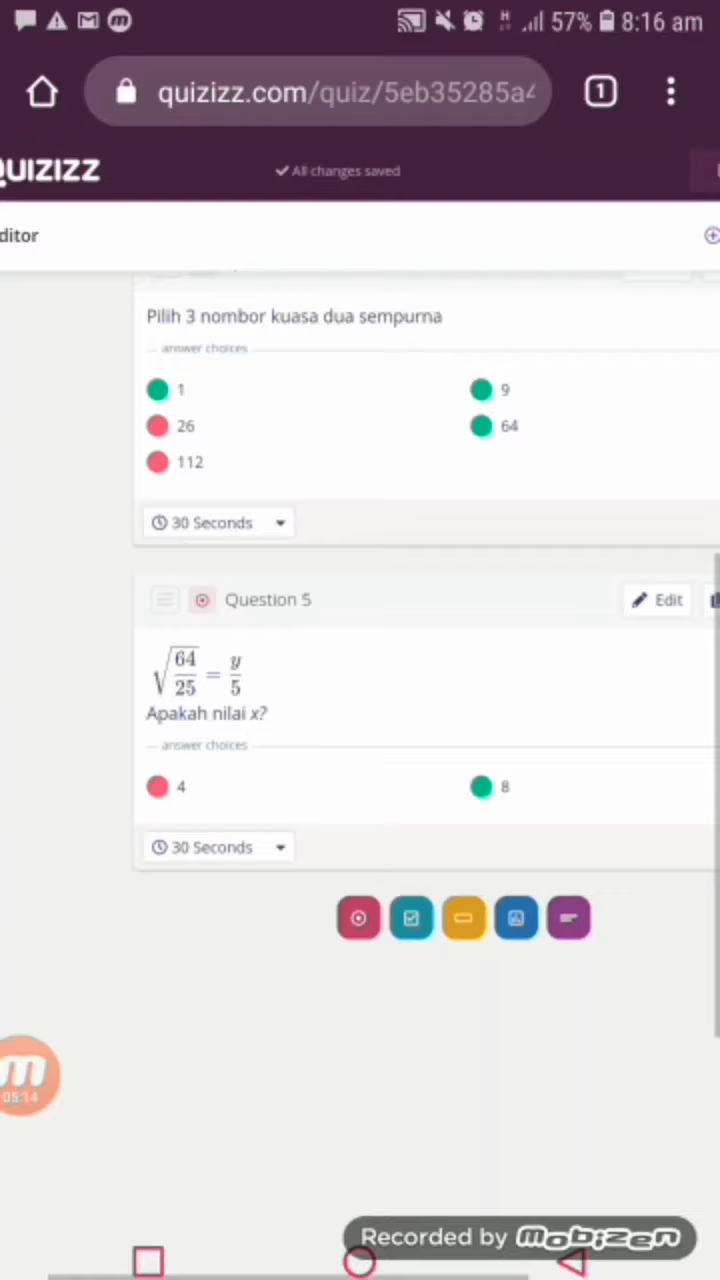 57% 8:16 am
quizizz.com/quiz/5eb35285a4
1
QUIZIZZ
All changes saved
ditor
Pilih 3 nombor kuasa dua sempurna
answer choices
1
9
26
64
112
30 Seconds
Question 5
Edit
√(64/25) = y/5
Apakah nilai x?
answer choices
4
8
30 Seconds
05:14
Recorded by mobizen